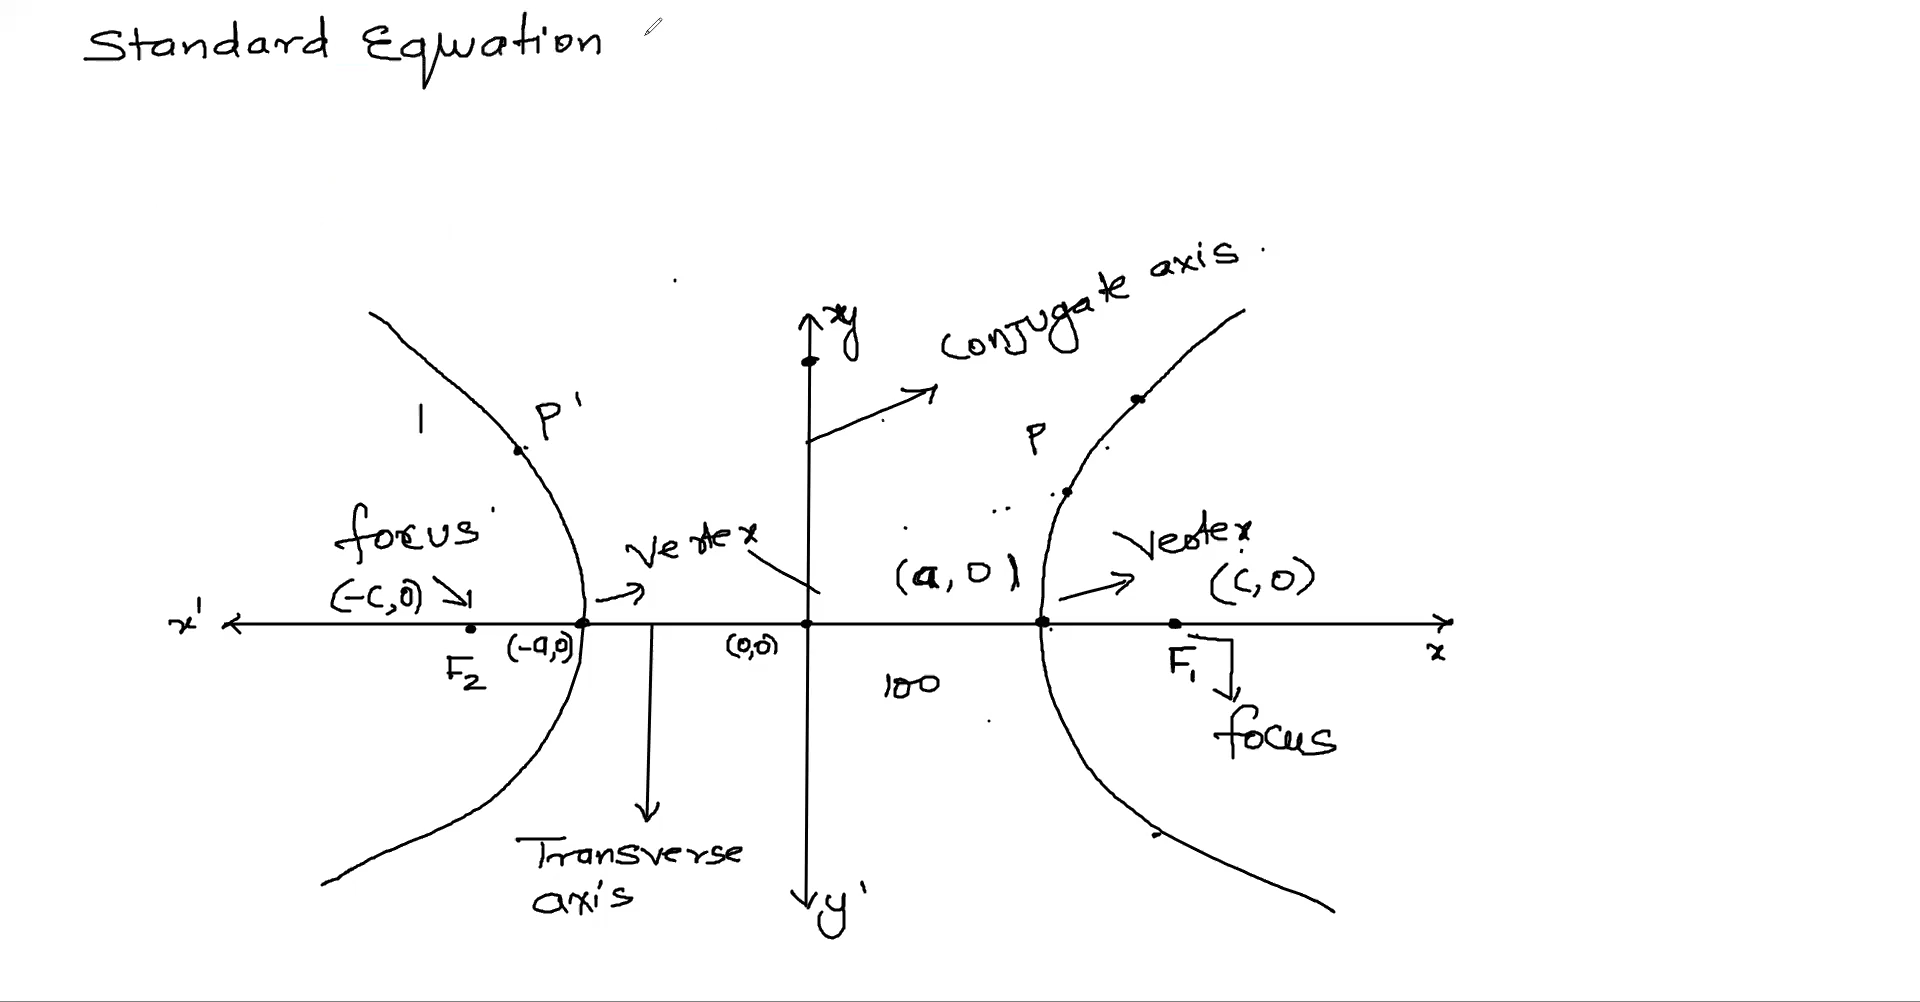 Standard Equation
Conjugate axis
xy
P'
P
focus
Vertex
Vertex
(-c,0)
(a,0)
(c,0)
x'
(-a,0)
(0,0)
x
F2
F1
100
focus
Transverse
axis
y'